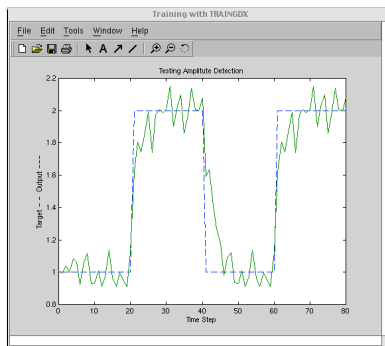 Training with TRAINGDX
File Edit Tools Window Help
A
Testing Amplitute Detection
2.2
2
1.8
1.6
1.4
1.2
1
0.8
Target - - Output ---
0 10 20 30 40 50 60 70 80
Time Step